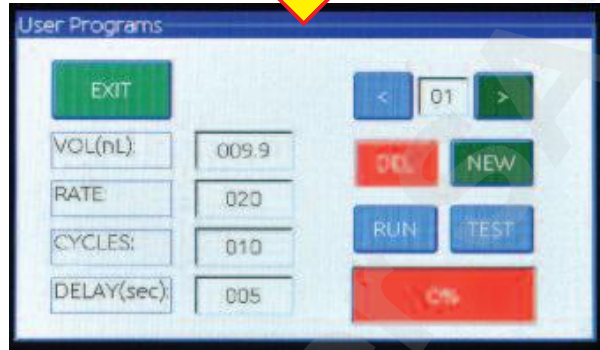 User Programs
EXIT
< 01 >
VOL(nL): 009.9
DEL NEW
RATE 020
RUN TEST
CYCLES: 010
DELAY(sec): 005
0%